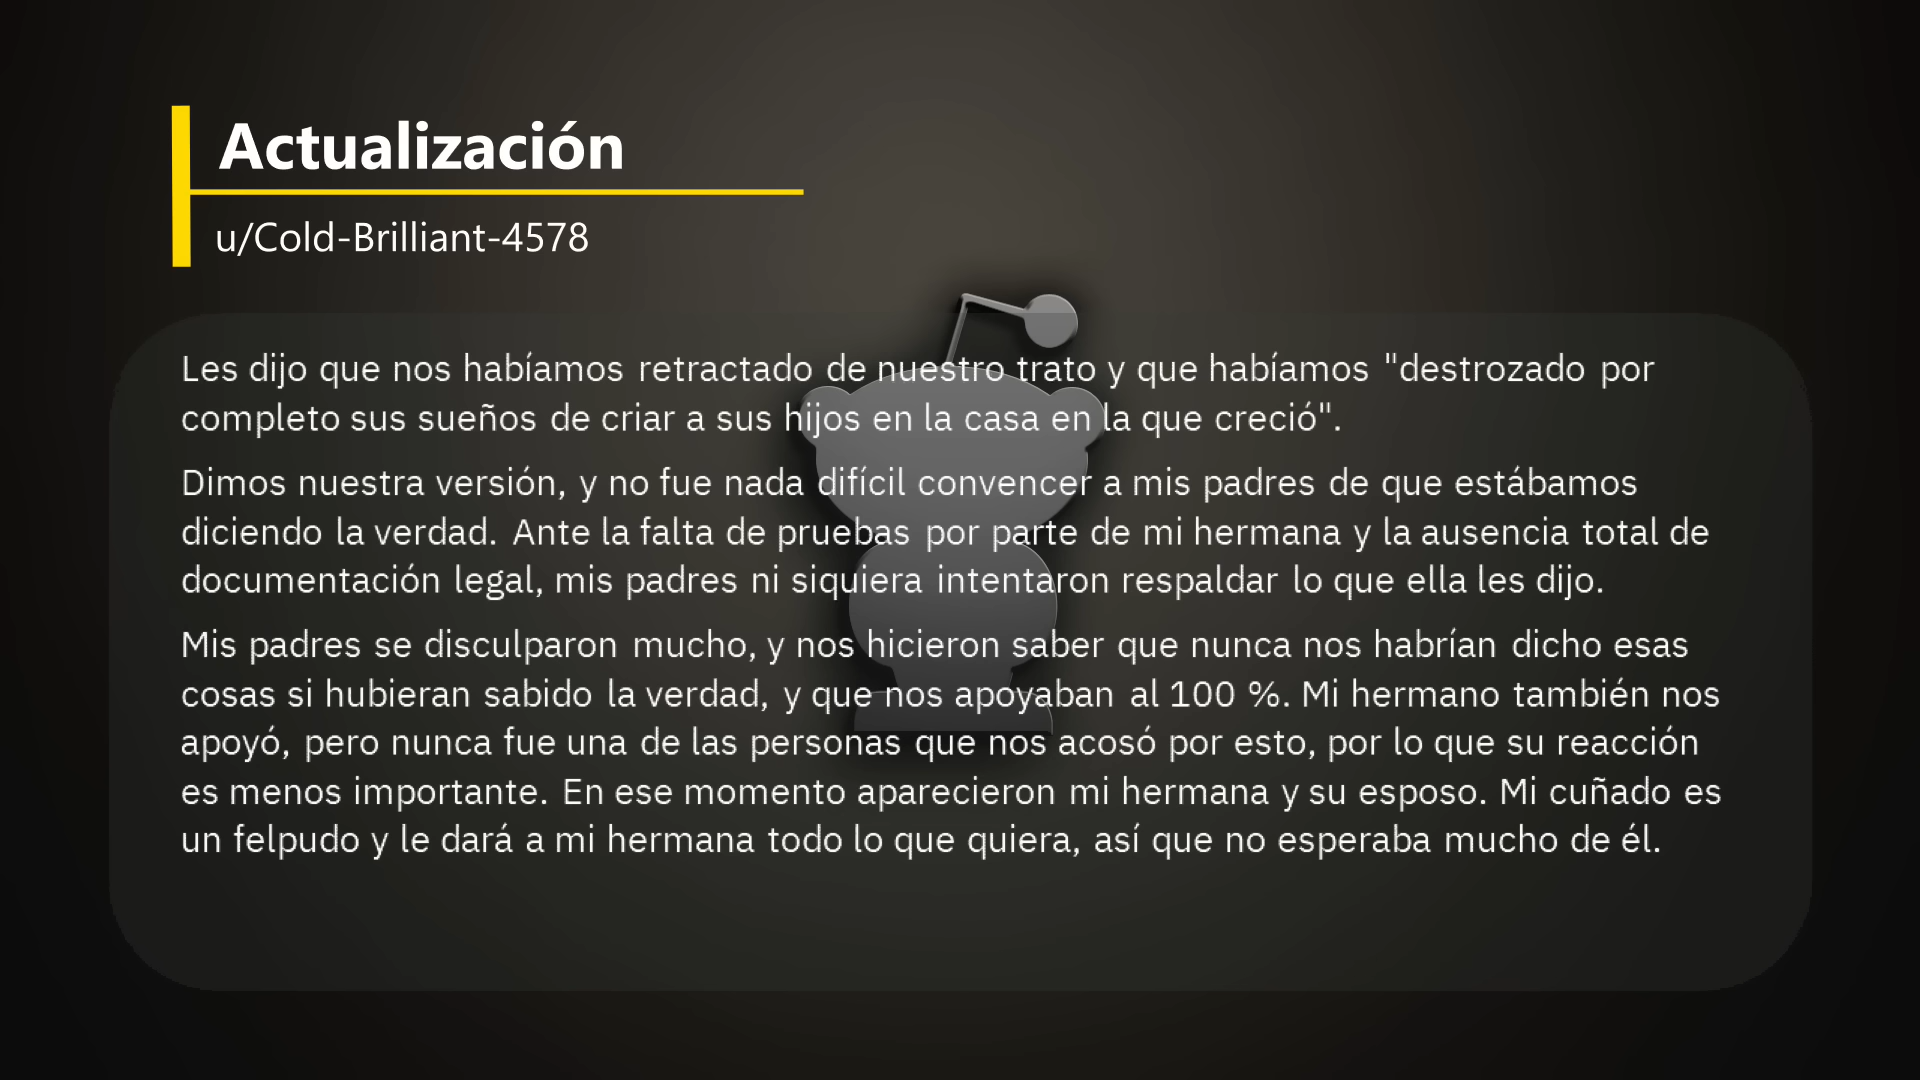 Actualización
u/Cold-Brilliant-4578
Les dijo que nos habíamos retractado de nuestro trato y que habíamos "destrozado por
completo sus sueños de criar a sus hijos en la casa en la que creció".
Dimos nuestra versión, y no fue nada difícil convencer a mis padres de que estábamos
diciendo la verdad. Ante la falta de pruebas por parte de mi hermana y la ausencia total de
documentación legal, mis padres ni siquiera intentaron respaldar lo que ella les dijo.
Mis padres se disculparon mucho, y nos hicieron saber que nunca nos habrían dicho esas
cosas si hubieran sabido la verdad, y que nos apoyaban al 100 %. Mi hermano también nos
apoyó, pero nunca fue una de las personas que nos acosó por esto, por lo que su reacción
es menos importante. En ese momento aparecieron mi hermana y su esposo. Mi cuñado es
un felpudo y le dará a mi hermana todo lo que quiera, así que no esperaba mucho de él.